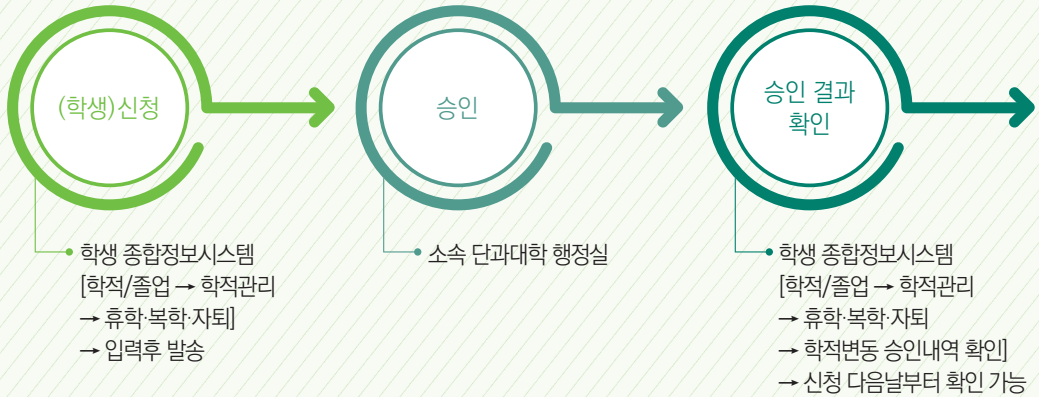 (학생)신청
승인
승인 결과
확인
학생 종합정보시스템
[학적/졸업 → 학적관리
→ 휴학·복학·자퇴]
→ 입력후 발송
소속 단과대학 행정실
학생 종합정보시스템
[학적/졸업 → 학적관리
→ 휴학·복학·자퇴
→ 학적변동 승인내역 확인]
→ 신청 다음날부터 확인 가능